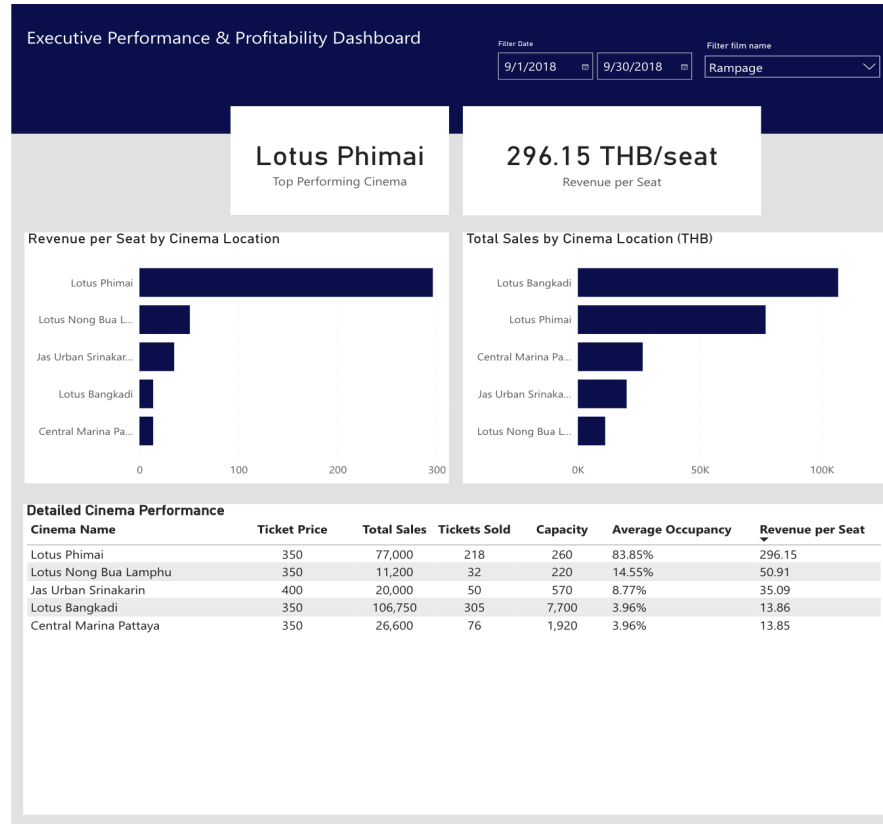 Executive Performance & Profitability Dashboard
Filter Date
9/1/2018
9/30/2018
Filter film name
Rampage
Lotus Phimai
Top Performing Cinema
296.15 THB/seat
Revenue per Seat
Revenue per Seat by Cinema Location
Lotus Phimai
Lotus Nong Bua L...
Jas Urban Srinakar...
Lotus Bangkadi
Central Marina Pa...
0 100 200 300
Total Sales by Cinema Location (THB)
Lotus Bangkadi
Lotus Phimai
Central Marina Pa...
Jas Urban Srinaka...
Lotus Nong Bua L...
0K 50K 100K
Detailed Cinema Performance
Cinema Name Ticket Price Total Sales Tickets Sold Capacity Average Occupancy Revenue per Seat
Lotus Phimai 350 77,000 218 260 83.85% 296.15
Lotus Nong Bua Lamphu 350 11,200 32 220 14.55% 50.91
Jas Urban Srinakarin 400 20,000 50 570 8.77% 35.09
Lotus Bangkadi 350 106,750 305 7,700 3.96% 13.86
Central Marina Pattaya 350 26,600 76 1,920 3.96% 13.85